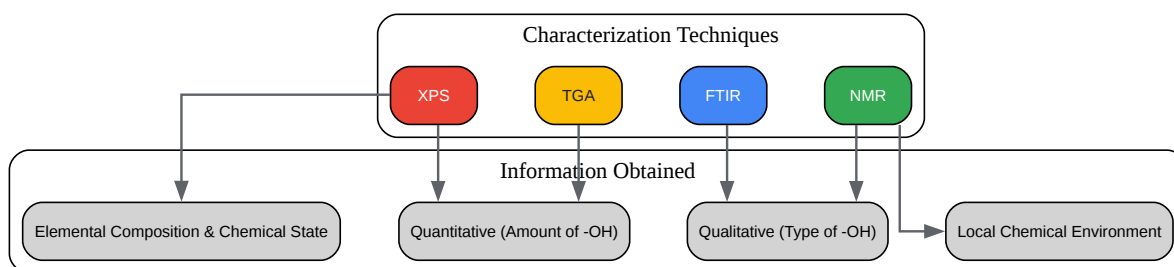 Characterization Techniques
XPS
TGA
FTIR
NMR
Information Obtained
Elemental Composition & Chemical State
Quantitative (Amount of -OH)
Qualitative (Type of -OH)
Local Chemical Environment